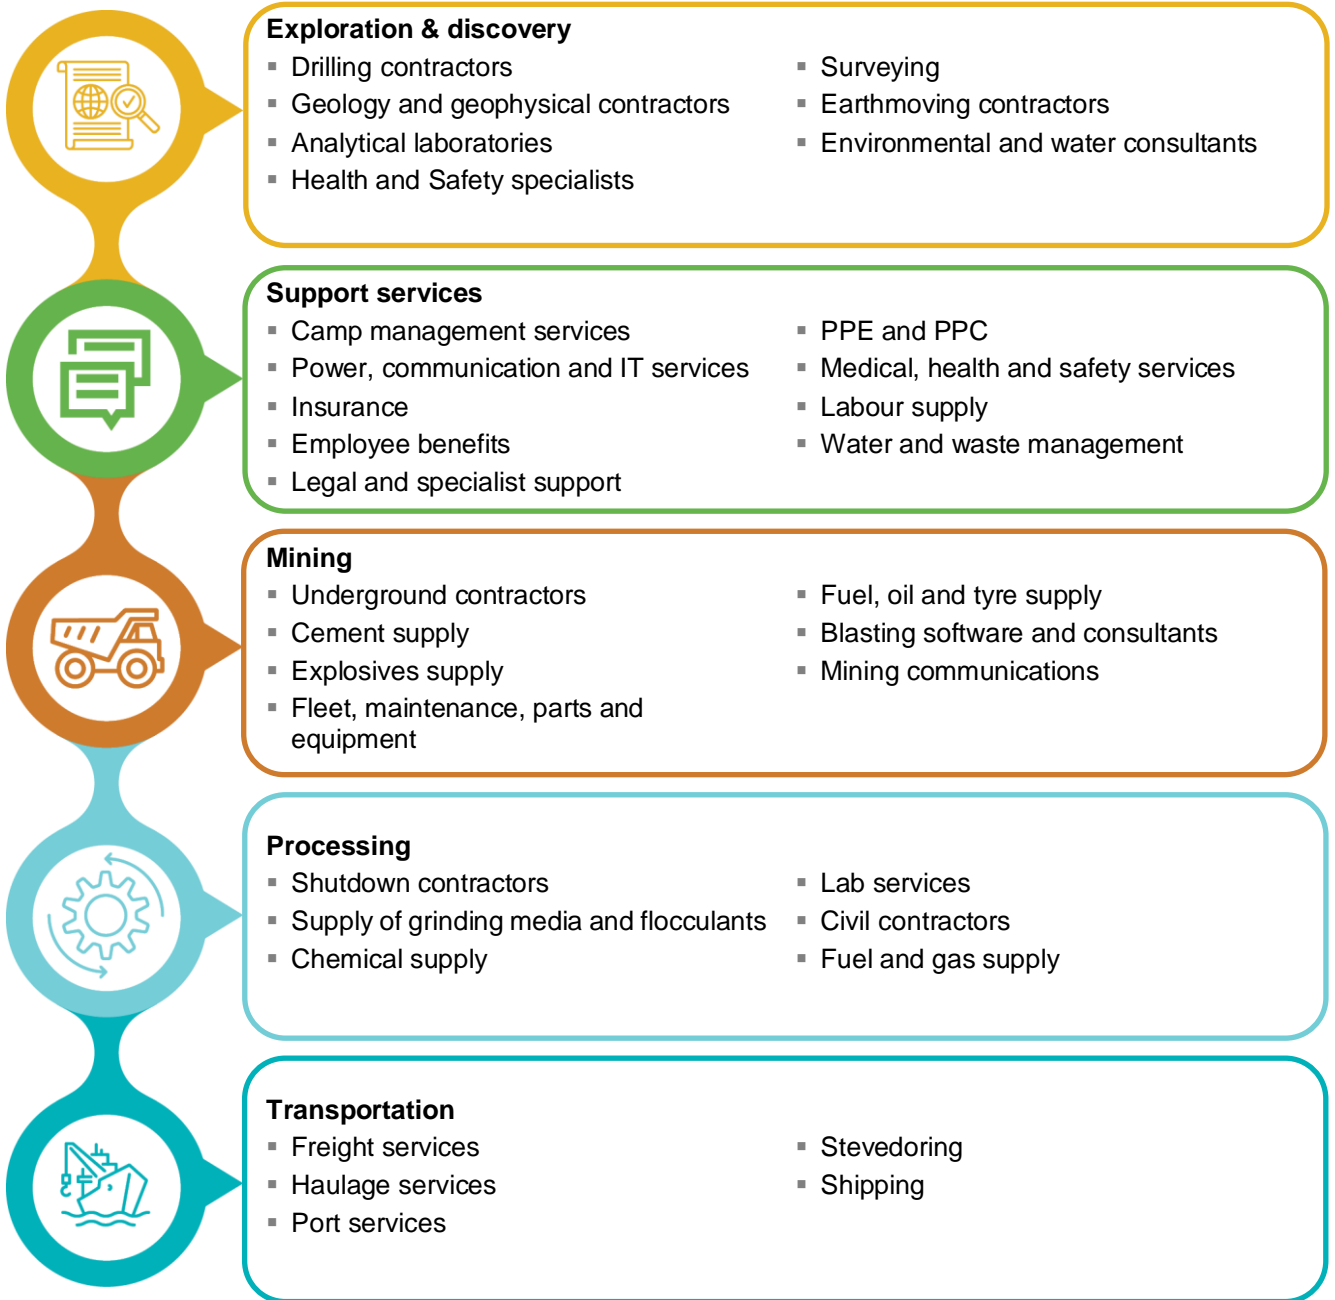 Exploration & discovery
▪ Drilling contractors
▪ Geology and geophysical contractors
▪ Analytical laboratories
▪ Health and Safety specialists
▪ Surveying
▪ Earthmoving contractors
▪ Environmental and water consultants
Support services
▪ Camp management services
▪ Power, communication and IT services
▪ Insurance
▪ Employee benefits
▪ Legal and specialist support
▪ PPE and PPC
▪ Medical, health and safety services
▪ Labour supply
▪ Water and waste management
Mining
▪ Underground contractors
▪ Cement supply
▪ Explosives supply
▪ Fleet, maintenance, parts and
equipment
▪ Fuel, oil and tyre supply
▪ Blasting software and consultants
▪ Mining communications
Processing
▪ Shutdown contractors
▪ Supply of grinding media and flocculants
▪ Chemical supply
▪ Lab services
▪ Civil contractors
▪ Fuel and gas supply
Transportation
▪ Freight services
▪ Haulage services
▪ Port services
▪ Stevedoring
▪ Shipping